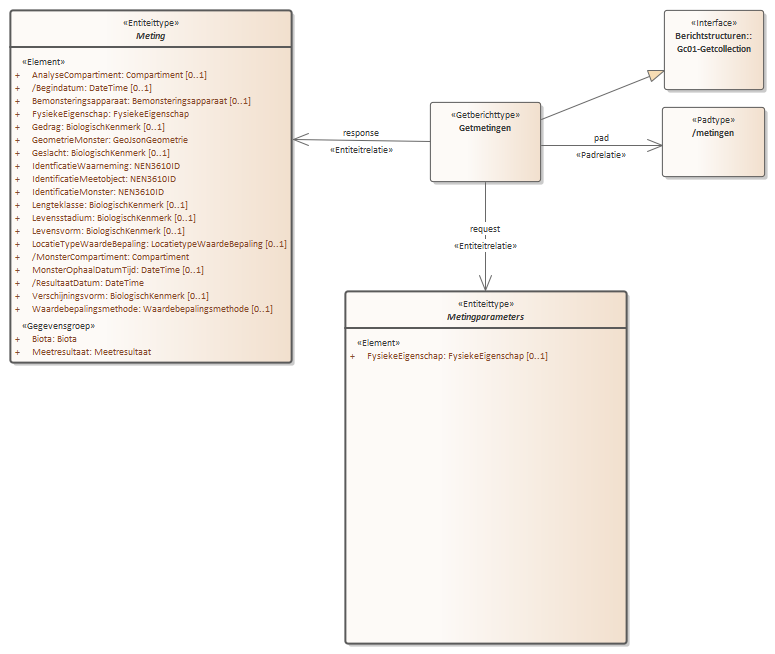 «Entiteittype»
Meting
«Element»
+ AnalyseCompartiment: Compartiment [0..1]
+ /Begindatum: DateTime [0..1]
+ Bemonsteringsapparaat: Bemonsteringsapparaat [0..1]
+ FysiekeEigenschap: FysiekeEigenschap
+ Gedrag: BiologischKenmerk [0..1]
+ GeometrieMonster: GeoJsonGeometrie
+ Geslacht: BiologischKenmerk [0..1]
+ IdentficatieWaarneming: NEN3610ID
+ IdentificatieMeetobject: NEN3610ID
+ IdentificatieMonster: NEN3610ID
+ Lengteklasse: BiologischKenmerk [0..1]
+ Levensstadium: BiologischKenmerk [0..1]
+ Levensvorm: BiologischKenmerk [0..1]
+ LocatieTypeWaardeBepaling: LocatietypeWaardeBepaling [0..1]
+ /MonsterCompartiment: Compartiment
+ MonsterOphaalDatumTijd: DateTime [0..1]
+ /ResultaatDatum: DateTime
+ Verschijningsvorm: BiologischKenmerk [0..1]
+ Waardebepalingsmethode: Waardebepalingsmethode [0..1]
«Gegevensgroep»
+ Biota: Biota
+ Meetresultaat: Meetresultaat
response
«Entiteitrelatie»
«Getberichttype»
Getmetingen
«Interface»
Berichtstructuren::
Gc01-Getcollection
pad
«Padrelatie»
«Padtype»
/metingen
request
«Entiteitrelatie»
«Entiteittype»
Metingparameters
«Element»
+ FysiekeEigenschap: FysiekeEigenschap [0..1]